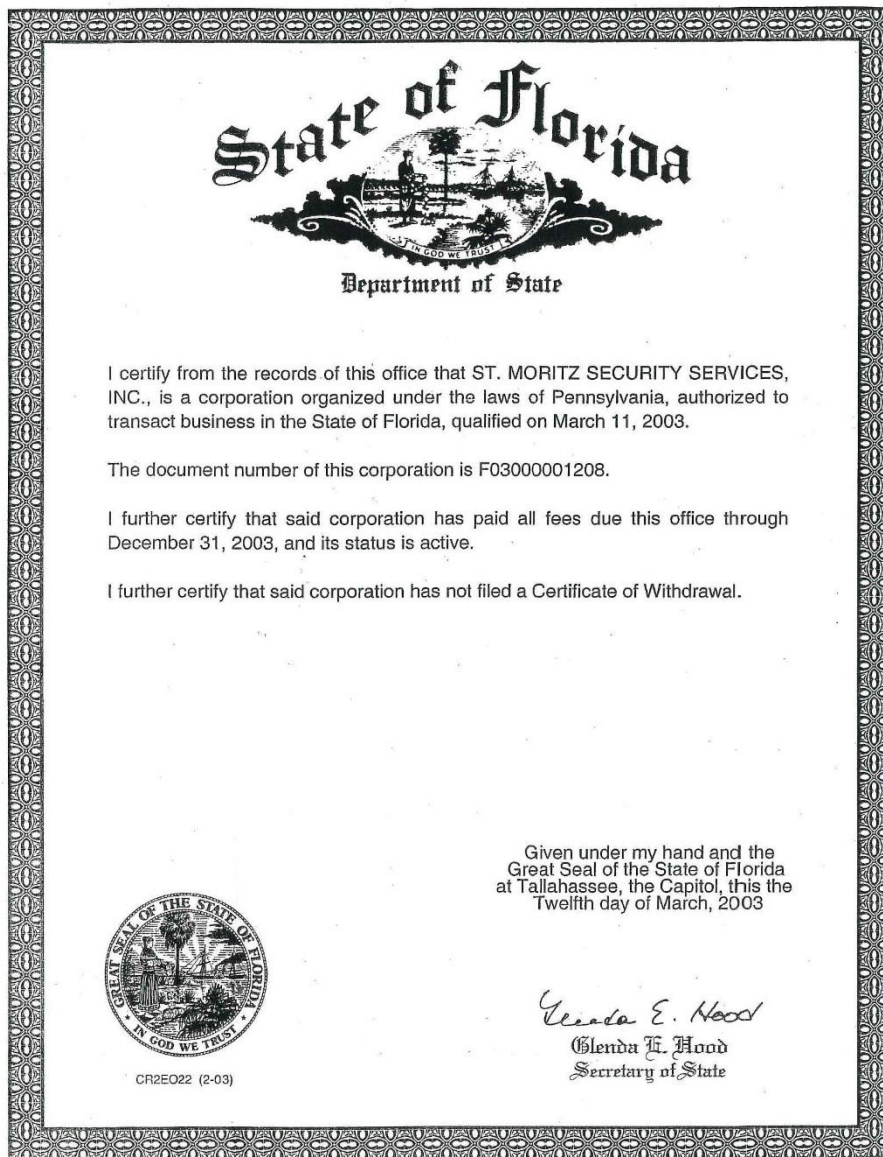 State of Florida
IN GOD WE TRUST
Department of State
I certify from the records of this office that ST. MORITZ SECURITY SERVICES,
INC., is a corporation organized under the laws of Pennsylvania, authorized to
transact business in the State of Florida, qualified on March 11, 2003.
The document number of this corporation is F03000001208.
I further certify that said corporation has paid all fees due this office through
December 31, 2003, and its status is active.
I further certify that said corporation has not filed a Certificate of Withdrawal.
Given under my hand and the
Great Seal of the State of Florida
at Tallahassee, the Capitol, this the
Twelfth day of March, 2003
GREAT SEAL OF THE STATE OF FLORIDA
IN GOD WE TRUST
CR2EO22 (2-03)
Glenda E. Hood
Glenda E. Hood
Secretary of State